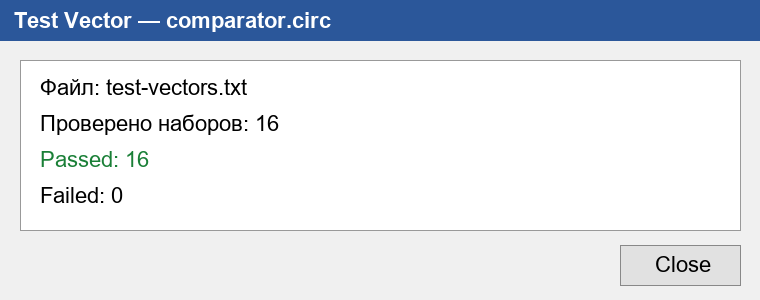 Test Vector — comparator.circ
Файл: test-vectors.txt
Проверено наборов: 16
Passed: 16
Failed: 0
Close